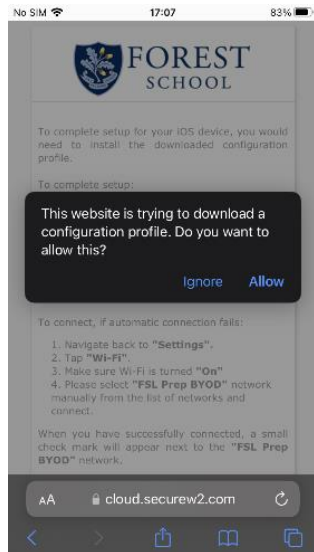 No SIM 17:07 83%
FOREST
SCHOOL
To complete setup for your iOS device, you would
need to install the downloaded configuration
profile.
To complete setup:
This website is trying to download a
configuration profile. Do you want to
allow this?
Ignore Allow
To connect, if automatic connection fails:
1. Navigate back to "Settings".
2. Tap "Wi-Fi".
3. Make sure Wi-Fi is turned "On"
4. Please select "FSL Prep BYOD" network
manually from the list of networks and
connect.
When you have successfully connected, a small
check mark will appear next to the "FSL Prep
BYOD" network.
AA cloud.securew2.com